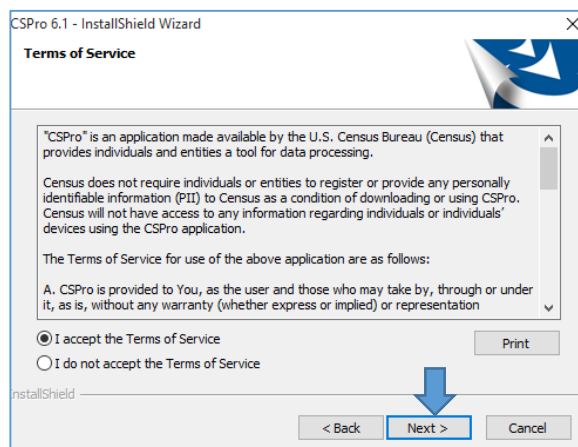 CSPro 6.1 - InstallShield Wizard
Terms of Service
"CSPro" is an application made available by the U.S. Census Bureau (Census) that
provides individuals and entities a tool for data processing.
Census does not require individuals or entities to register or provide any personally
identifiable information (PII) to Census as a condition of downloading or using CSPro.
Census will not have access to any information regarding individuals or individuals'
devices using the CSPro application.
The Terms of Service for use of the above application are as follows:
A. CSPro is provided to You, as the user and those who may take by, through or under
it, as is, without any warranty (whether express or implied) or representation
I accept the Terms of Service
Print
I do not accept the Terms of Service
InstallShield
< Back Next > Cancel